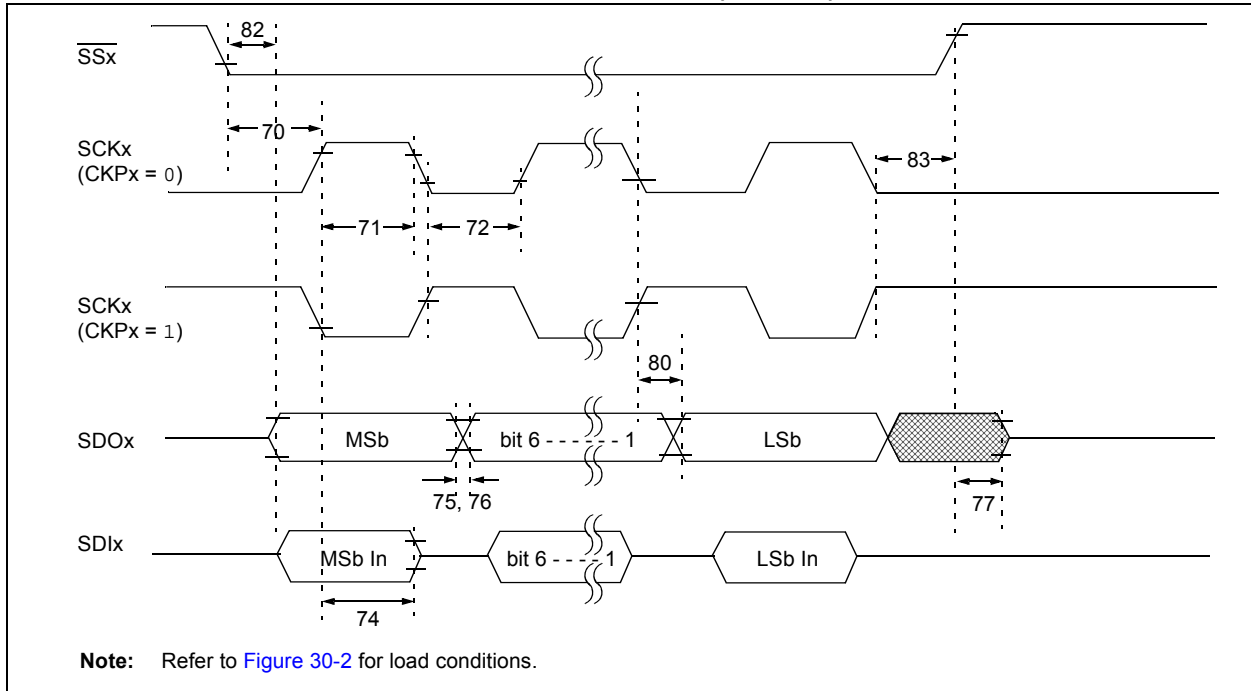 82
SSx
70
SCKx
(CKPx = 0)
83
71
72
SCKx
(CKPx = 1)
80
SDOx
MSb
bit 6 - - - - - - 1
LSb
75, 76
77
SDIx
MSb In
bit 6 - - - - 1
LSb In
74
Note: Refer to Figure 30-2 for load conditions.